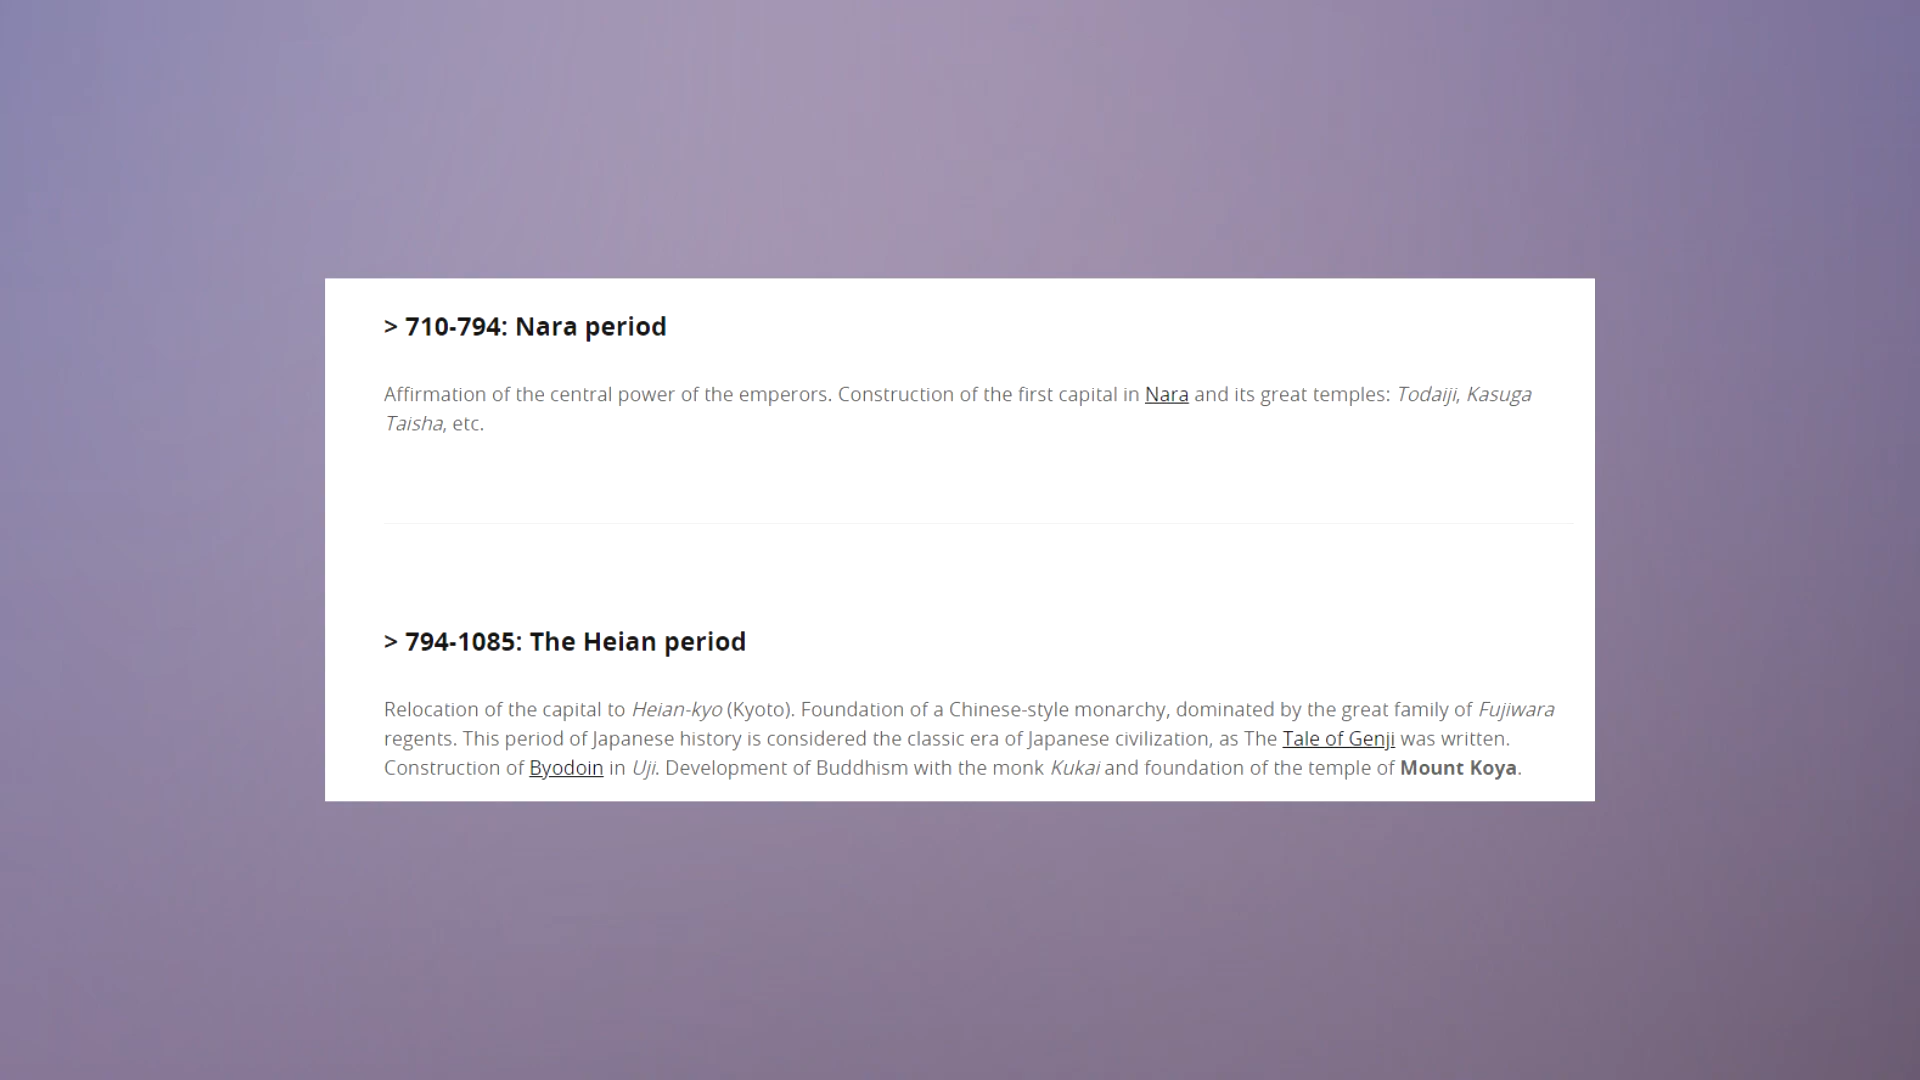 > 710-794: Nara period
Affirmation of the central power of the emperors. Construction of the first capital in Nara and its great temples: Todaiji, Kasuga
Taisha, etc.
> 794-1085: The Heian period
Relocation of the capital to Heian-kyo (Kyoto). Foundation of a Chinese-style monarchy, dominated by the great family of Fujiwara
regents. This period of Japanese history is considered the classic era of Japanese civilization, as The Tale of Genji was written.
Construction of Byodoin in Uji. Development of Buddhism with the monk Kukai and foundation of the temple of Mount Koya.